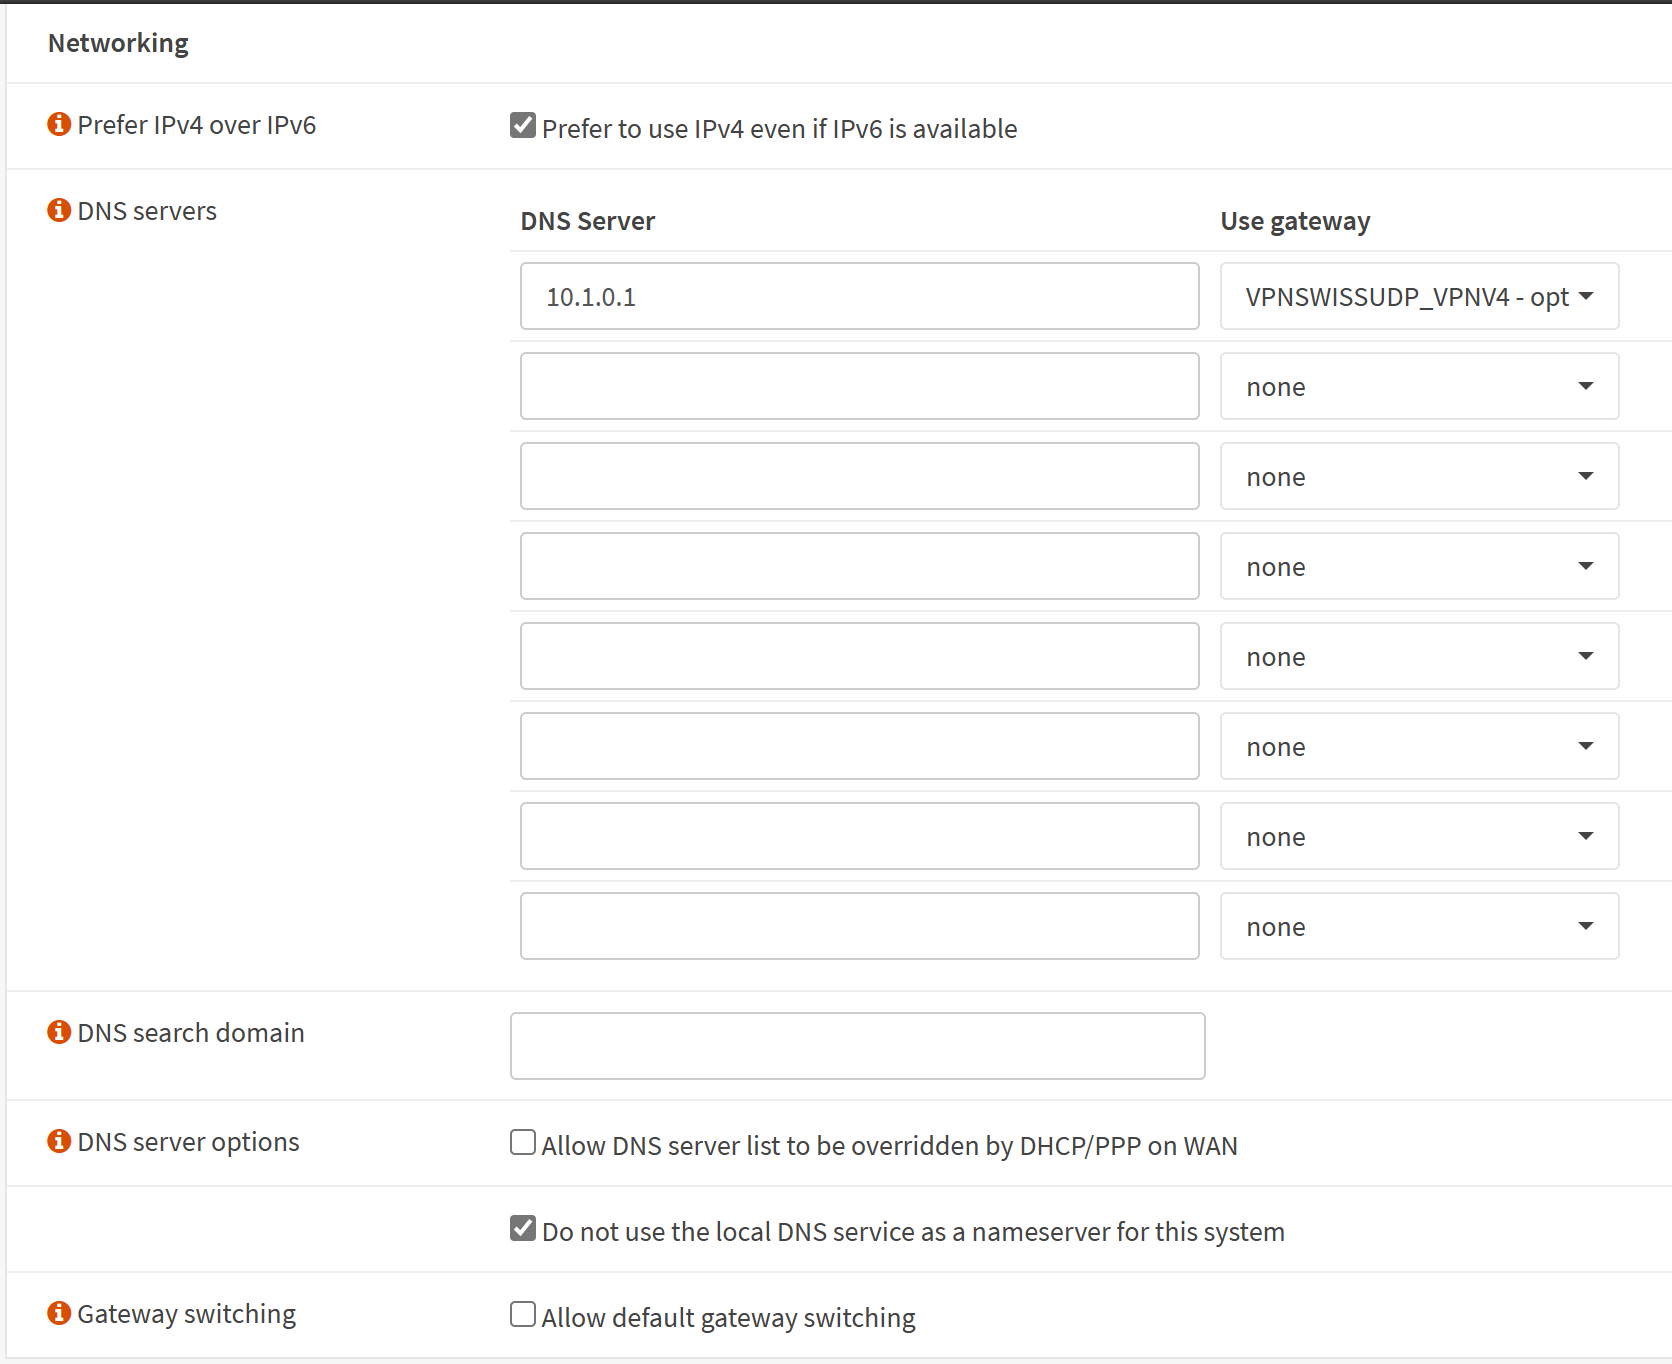 Networking
Prefer IPv4 over IPv6
Prefer to use IPv4 even if IPv6 is available
DNS servers
DNS Server Use gateway
10.1.0.1 VPNSWISSUDP_VPNV4 - opt
none
none
none
none
none
none
none
DNS search domain
DNS server options
Allow DNS server list to be overridden by DHCP/PPP on WAN
Do not use the local DNS service as a nameserver for this system
Gateway switching
Allow default gateway switching